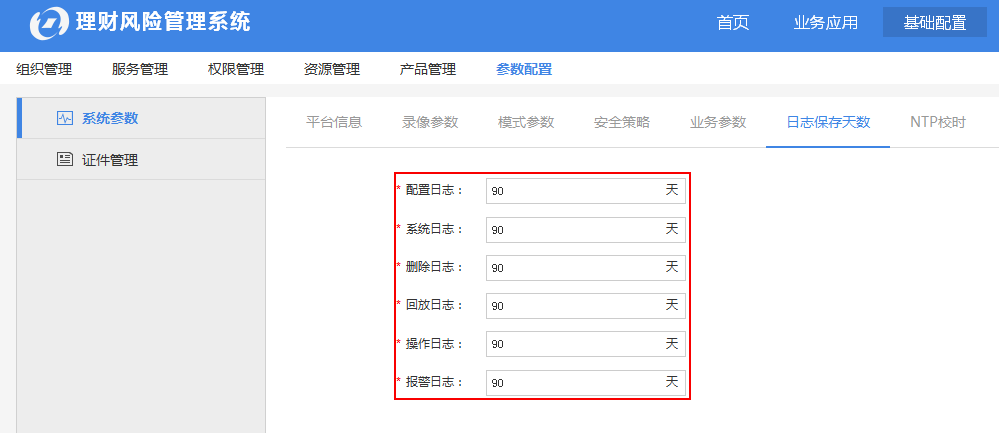 理财风险管理系统 首页 业务应用 基础配置
组织管理 服务管理 权限管理 资源管理 产品管理 参数配置
系统参数
证件管理
平台信息 录像参数 模式参数 安全策略 业务参数 日志保存天数 NTP校时
* 配置日志： 90 天
* 系统日志： 90 天
* 删除日志： 90 天
* 回放日志： 90 天
* 操作日志： 90 天
* 报警日志： 90 天